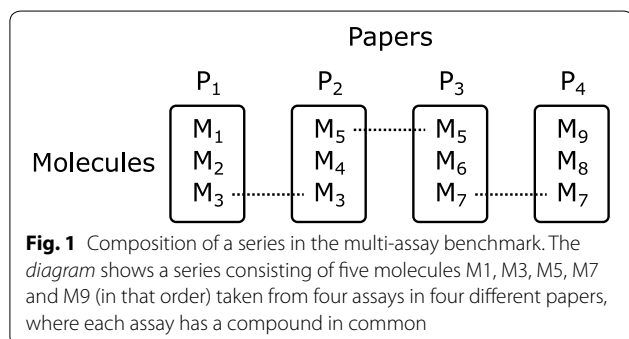 Papers
P₁ P₂ P₃ P₄
M₁ M₅ M₅ M₉
Molecules M₂ M₄ M₆ M₈
M₃ M₃ M₇ M₇
Fig. 1 Composition of a series in the multi-assay benchmark. The
diagram shows a series consisting of five molecules M1, M3, M5, M7
and M9 (in that order) taken from four assays in four different papers,
where each assay has a compound in common